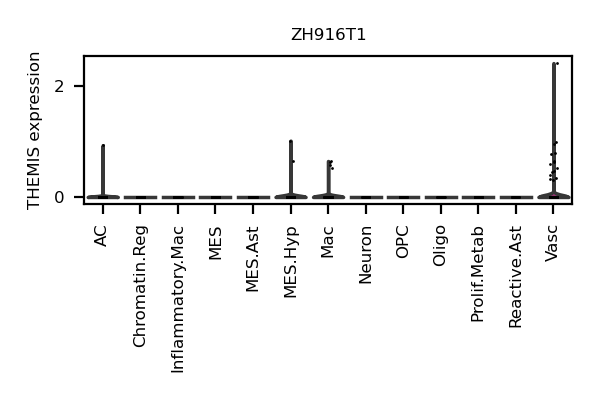 ZH916T1
THEMIS expression
2
0
AC
Chromatin.Reg
Inflammatory.Mac
MES
MES.Ast
MES.Hyp
Mac
Neuron
OPC
Oligo
Prolif.Metab
Reactive.Ast
Vasc